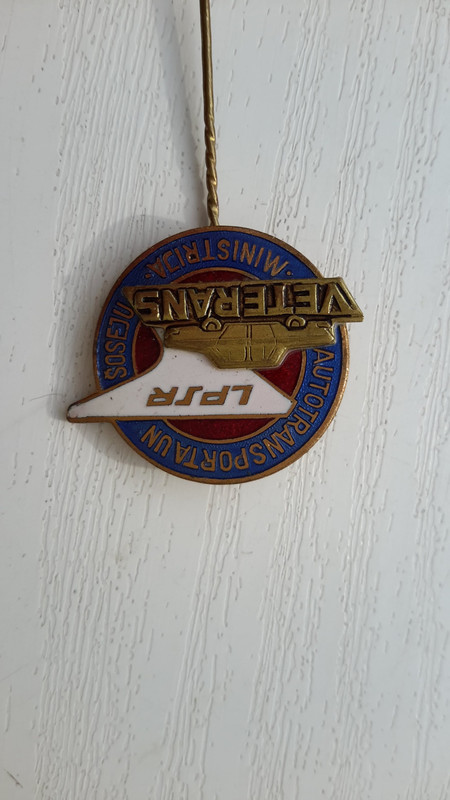 AUTOTRANSPORTA UN ŠOSEJU
·MINISTRIJA·
LPSR
VETERANS